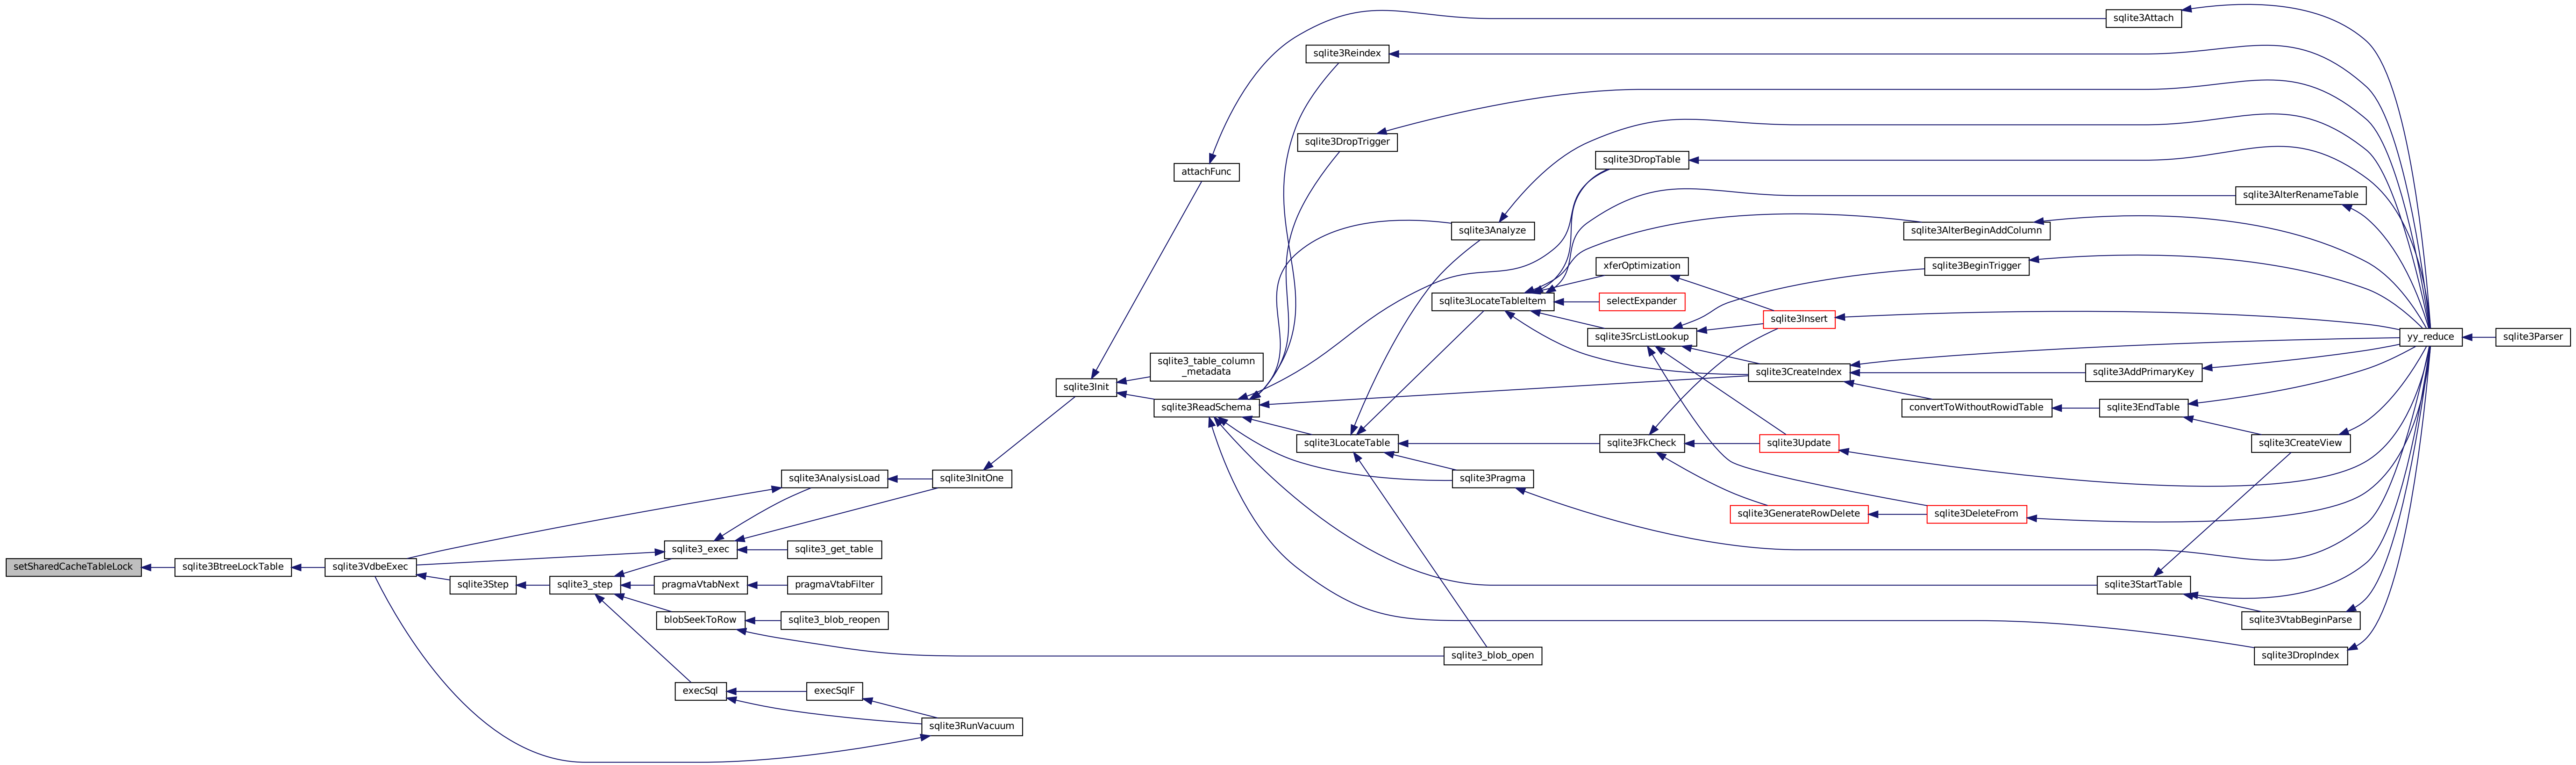 setSharedCacheTableLock
sqlite3BtreeLockTable
sqlite3VdbeExec
sqlite3AnalysisLoad
sqlite3_exec
sqlite3Step
sqlite3_step
sqlite3_get_table
pragmaVtabNext
pragmaVtabFilter
blobSeekToRow
sqlite3_blob_reopen
execSql
execSqlF
sqlite3RunVacuum
sqlite3InitOne
sqlite3Init
attachFunc
sqlite3_table_column
_metadata
sqlite3ReadSchema
sqlite3Reindex
sqlite3DropTrigger
sqlite3LocateTable
sqlite3Analyze
sqlite3LocateTableItem
sqlite3Pragma
sqlite3_blob_open
sqlite3DropTable
xferOptimization
selectExpander
sqlite3SrcListLookup
sqlite3FkCheck
sqlite3Insert
sqlite3CreateIndex
sqlite3Update
sqlite3GenerateRowDelete
sqlite3AlterBeginAddColumn
sqlite3BeginTrigger
convertToWithoutRowidTable
sqlite3DeleteFrom
sqlite3Attach
sqlite3AddPrimaryKey
sqlite3EndTable
sqlite3StartTable
sqlite3AlterRenameTable
sqlite3CreateView
sqlite3VtabBeginParse
sqlite3DropIndex
yy_reduce
sqlite3Parser